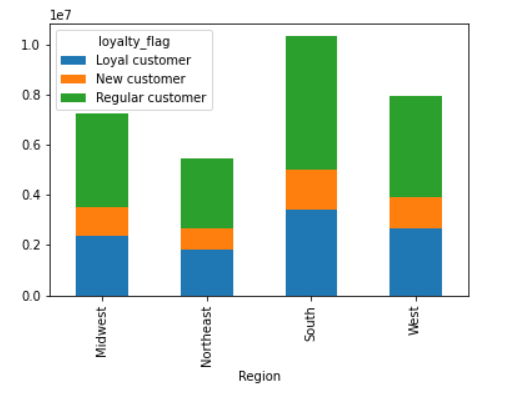 1e7
1.0
0.8
0.6
0.4
0.2
0.0
loyalty_flag
Loyal customer
New customer
Regular customer
Midwest
Northeast
South
West
Region